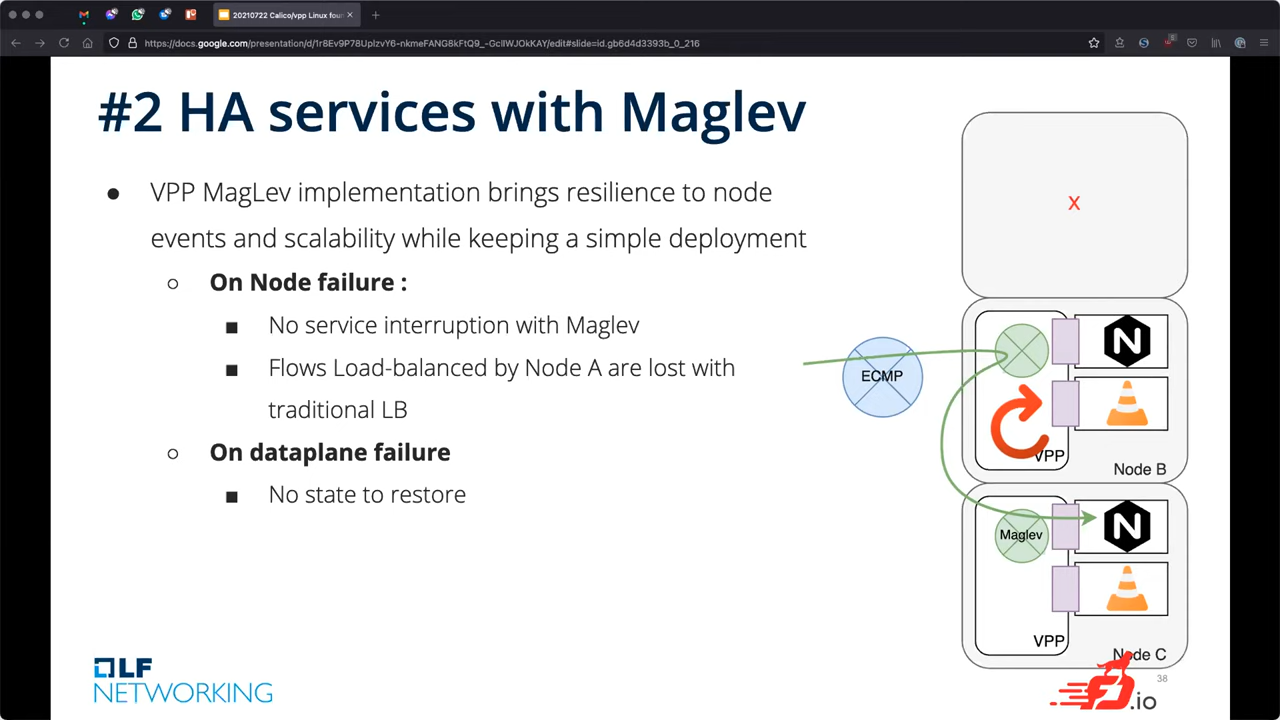 20210722 Calico/vpp Linux foun
https://docs.google.com/presentation/d/1r8Ev9P78UplzvY6-nkmeFANG8kFtQ9_-GclIWJOkKAY/edit#slide=id.gb6d4d3393b_0_216
#2 HA services with Maglev
● VPP MagLev implementation brings resilience to node
events and scalability while keeping a simple deployment
○ On Node failure :
■ No service interruption with Maglev
■ Flows Load-balanced by Node A are lost with
traditional LB
○ On dataplane failure
■ No state to restore
X
ECMP
N
VPP
Node B
Maglev
N
VPP
Node C
LF
NETWORKING
38
FD.io